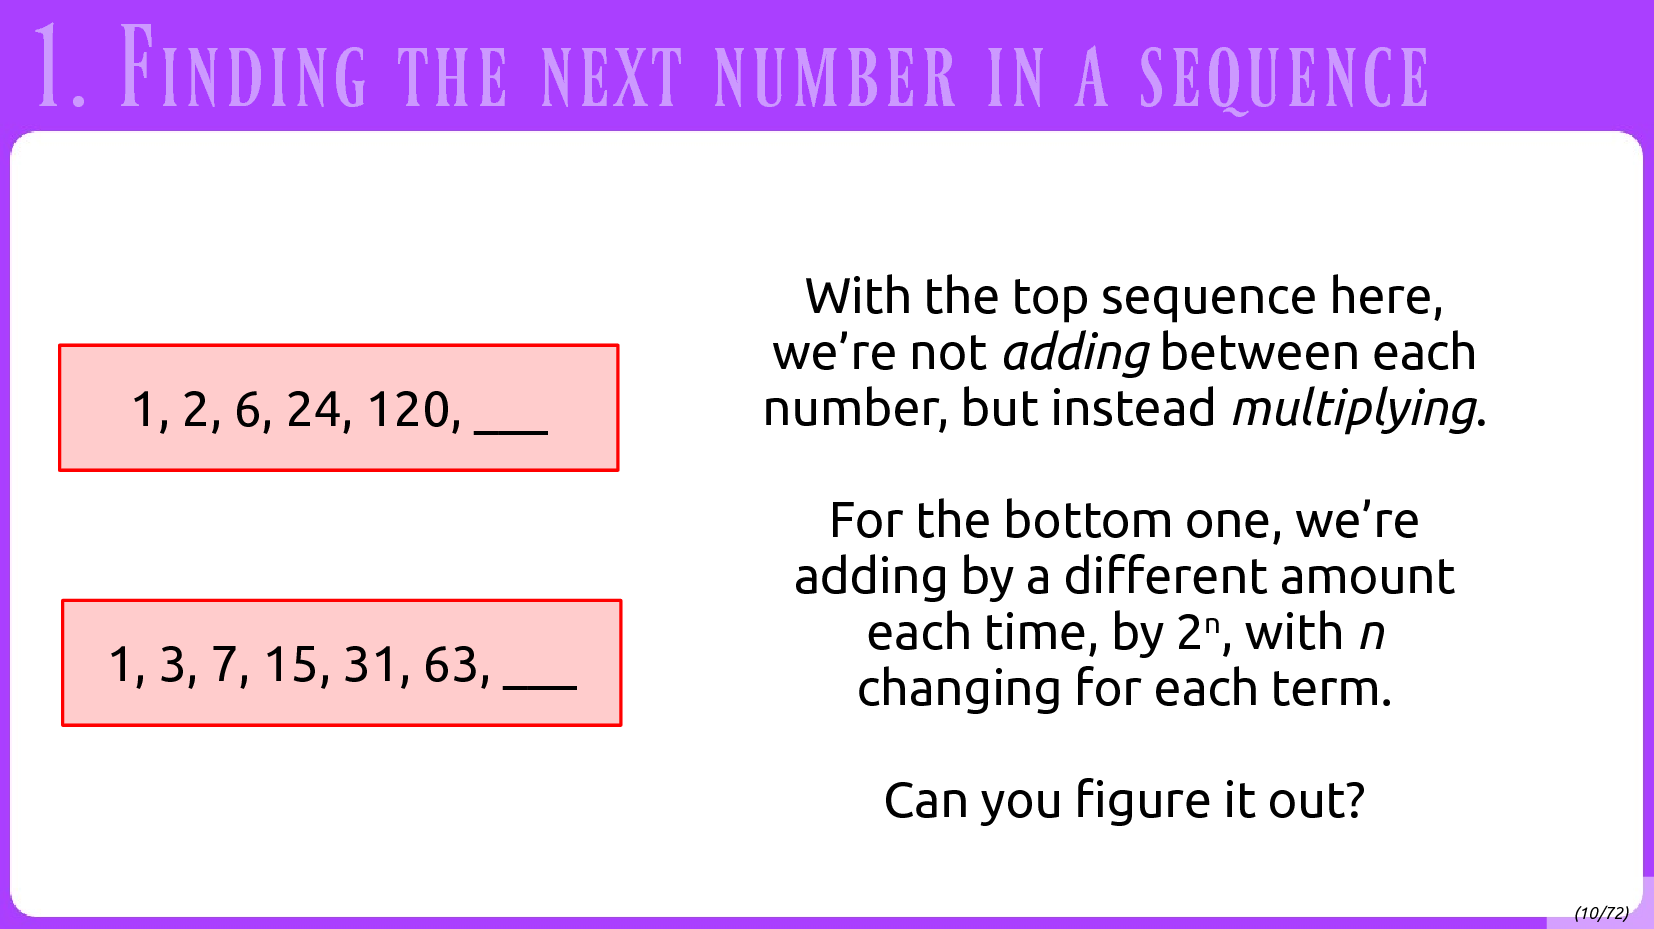 1. Finding the next number in a sequence
1, 2, 6, 24, 120, ___
1, 3, 7, 15, 31, 63, ___
With the top sequence here,
we’re not adding between each
number, but instead multiplying.
For the bottom one, we’re
adding by a different amount
each time, by 2ⁿ, with n
changing for each term.
Can you figure it out?
(10/72)